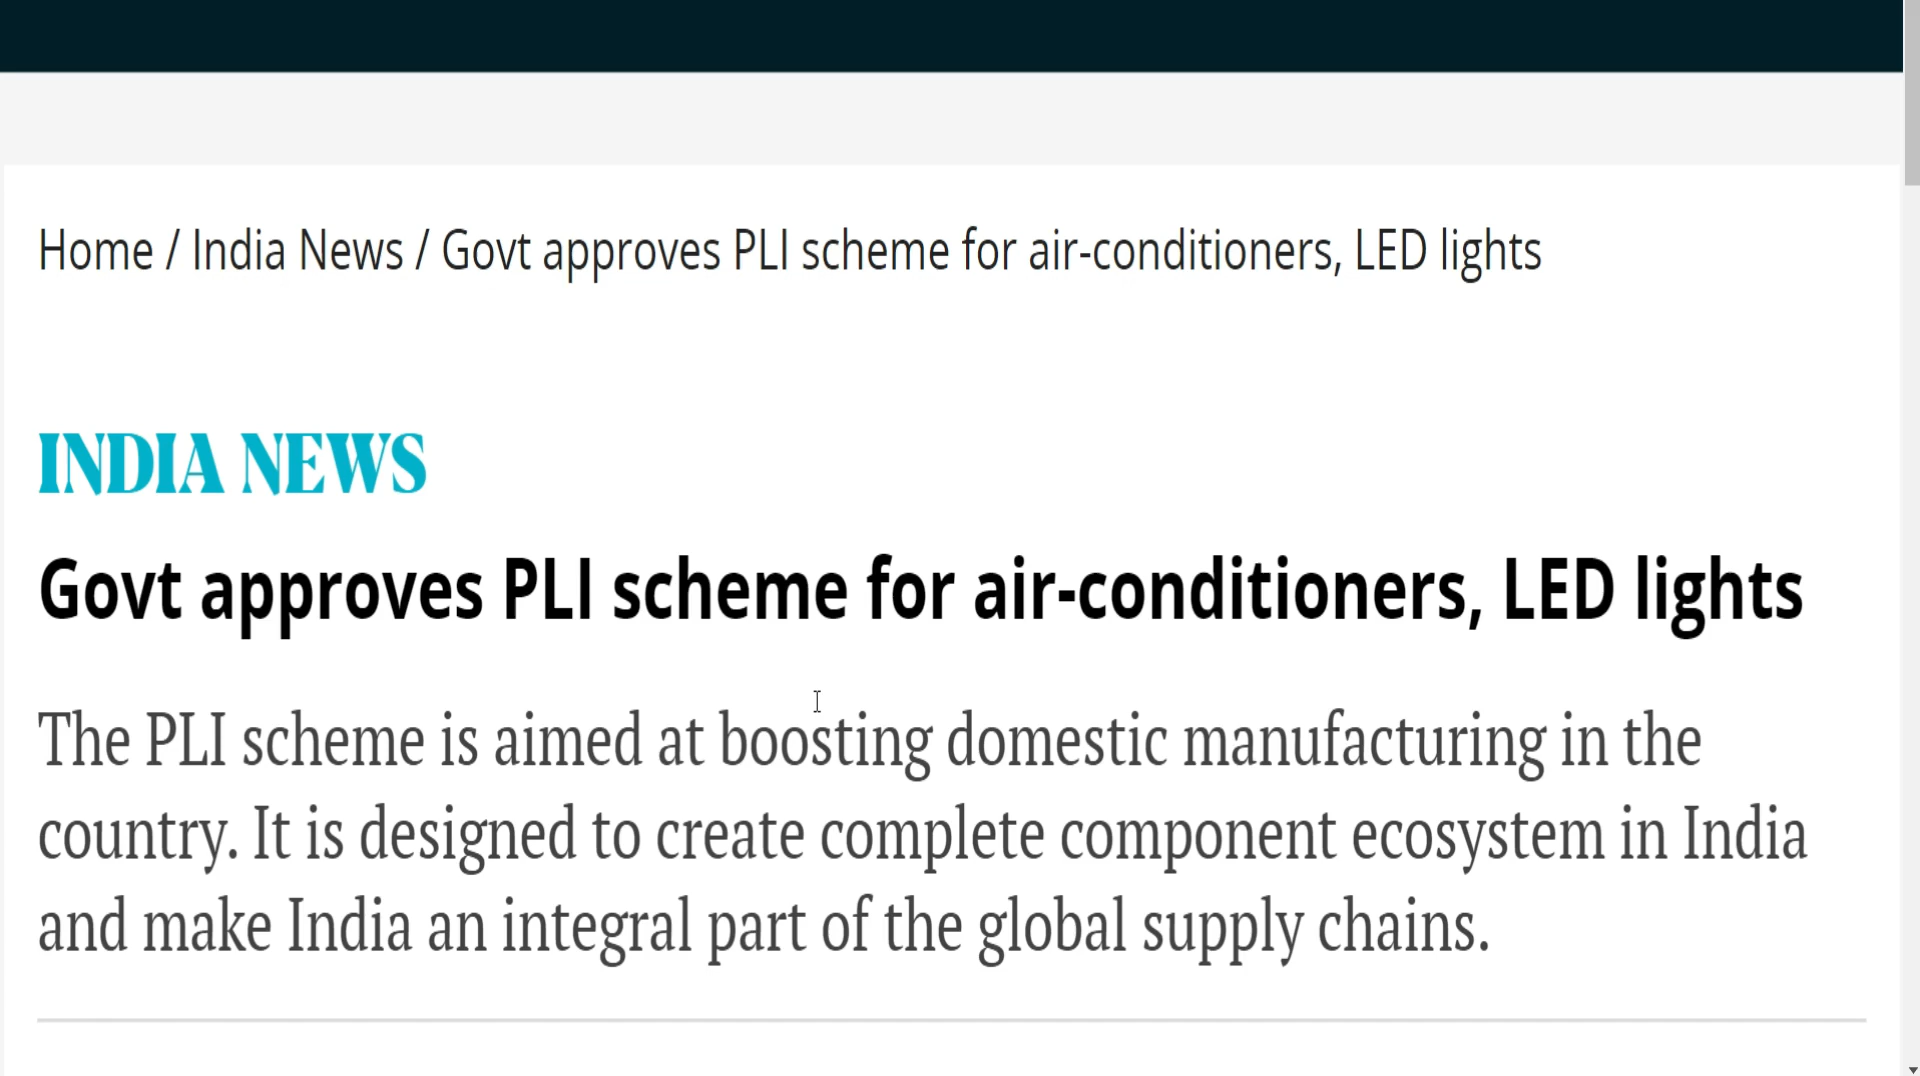 Home / India News / Govt approves PLI scheme for air-conditioners, LED lights
INDIA NEWS
Govt approves PLI scheme for air-conditioners, LED lights
The PLI scheme is aimed at boosting domestic manufacturing in the
country. It is designed to create complete component ecosystem in India
and make India an integral part of the global supply chains.